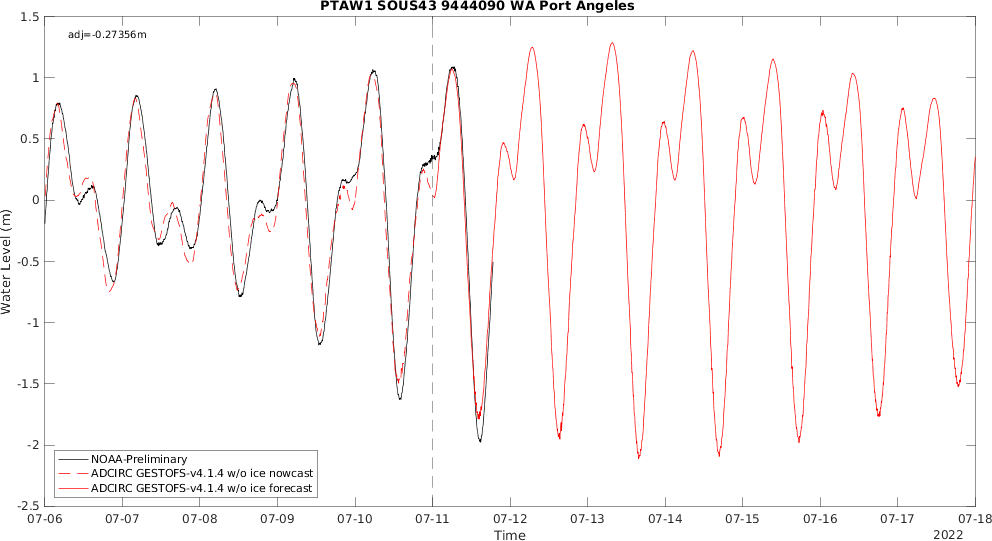 PTAW1 SOUS43 9444090 WA Port Angeles
adj=-0.27356m
1.5
1
0.5
0
-0.5
-1
-1.5
-2
-2.5
Water Level (m)
NOAA-Preliminary
ADCIRC GESTOFS-v4.1.4 w/o ice nowcast
ADCIRC GESTOFS-v4.1.4 w/o ice forecast
07-06 07-07 07-08 07-09 07-10 07-11 07-12 07-13 07-14 07-15 07-16 07-17 07-18
Time
2022